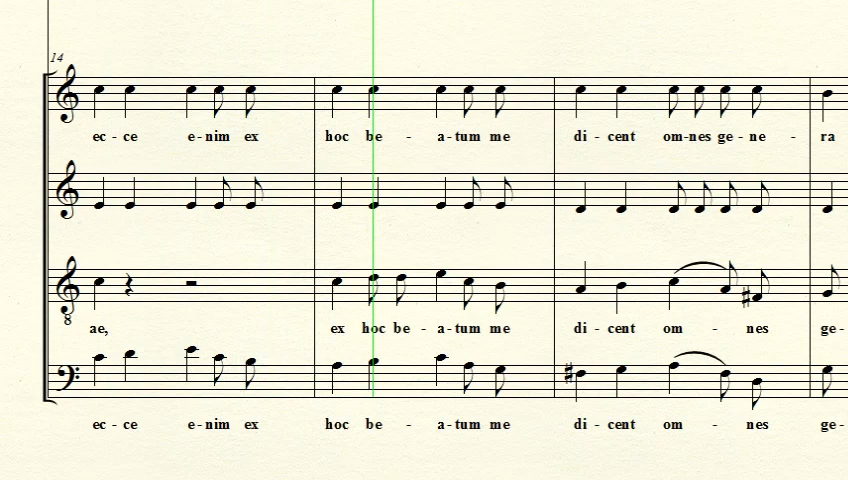 14
ec - ce e - nim ex hoc be - a - tum me di - cent om - nes ge - ne - ra
8
ae, ex hoc be - a - tum me di - cent om - nes ge -
ec - ce e - nim ex hoc be - a - tum me di - cent om - nes ge -